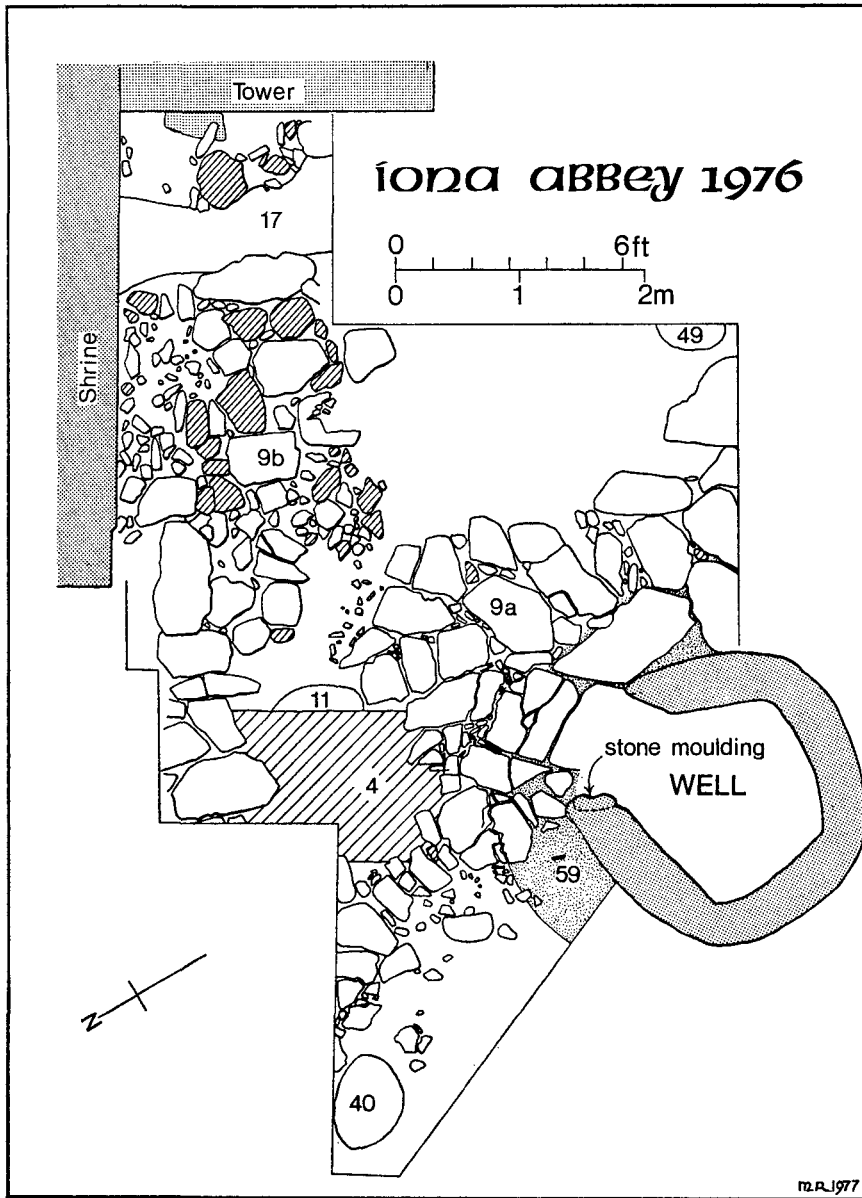 Tower
iona abbey 1976
17
0 6ft
0 1 2m
Shrine
49
9b
9a
11
stone moulding
WELL
4
59
N
40
MR 1977